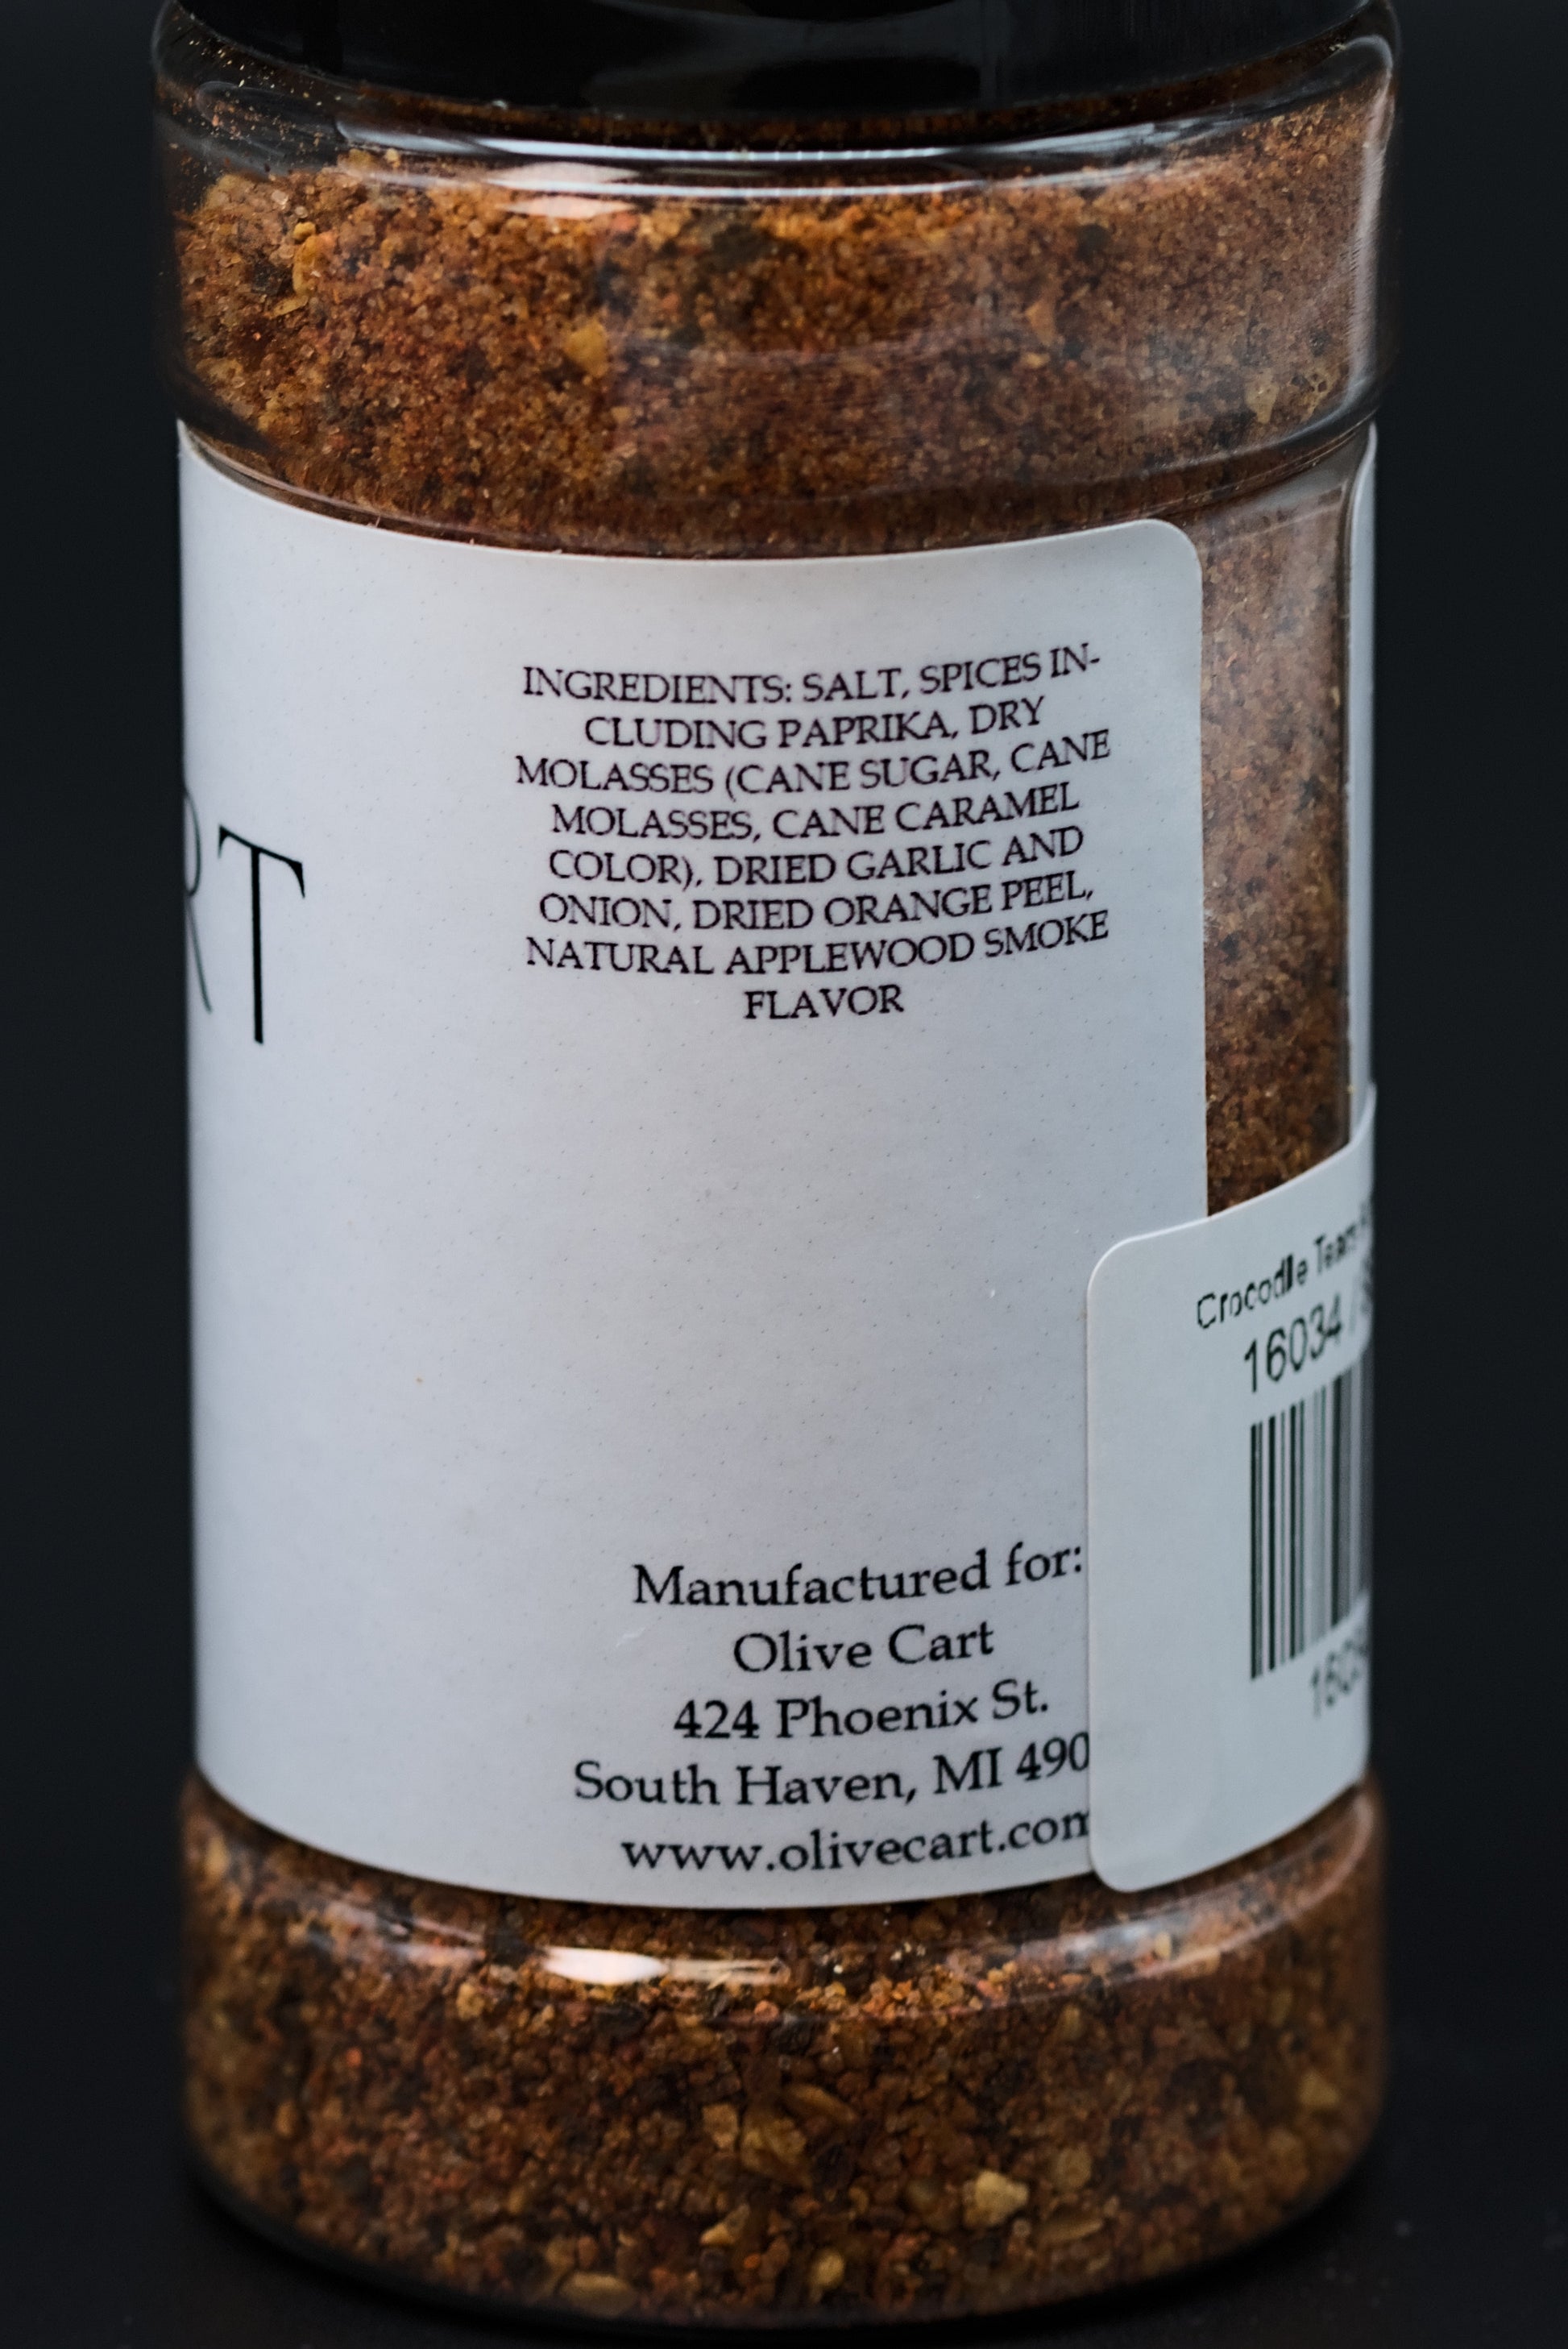 RT
INGREDIENTS: SALT, SPICES IN-
CLUDING PAPRIKA, DRY
MOLASSES (CANE SUGAR, CANE
MOLASSES, CANE CARAMEL
COLOR), DRIED GARLIC AND
ONION, DRIED ORANGE PEEL,
NATURAL APPLEWOOD SMOKE
FLAVOR
Manufactured for:
Olive Cart
424 Phoenix St.
South Haven, MI 490
www.olivecart.com
Crocodile Tears
16034 /